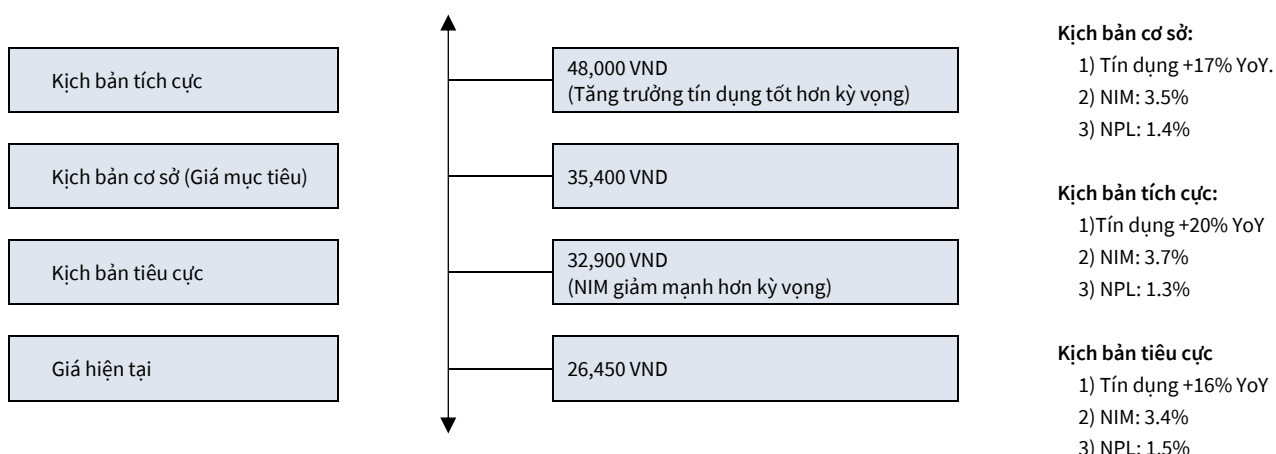 Kịch bản tích cực
48,000 VND
(Tăng trưởng tín dụng tốt hơn kỳ vọng)
Kịch bản cơ sở (Giá mục tiêu)
35,400 VND
Kịch bản tiêu cực
32,900 VND
(NIM giảm mạnh hơn kỳ vọng)
Giá hiện tại
26,450 VND
Kịch bản cơ sở:
1) Tín dụng +17% YoY.
2) NIM: 3.5%
3) NPL: 1.4%
Kịch bản tích cực:
1)Tín dụng +20% YoY
2) NIM: 3.7%
3) NPL: 1.3%
Kịch bản tiêu cực
1) Tín dụng +16% YoY
2) NIM: 3.4%
3) NPL: 1.5%